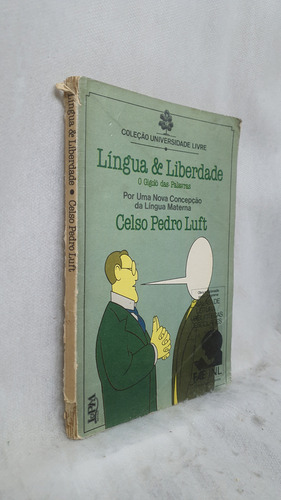 Língua & Liberdade • Celso Pedro Luft
L&PM
COLEÇÃO UNIVERSIDADE LIVRE
Língua & Liberdade
O Gigolô das Palavras
Por Uma Nova Concepção
da Língua Materna
Celso Pedro Luft
L&PM